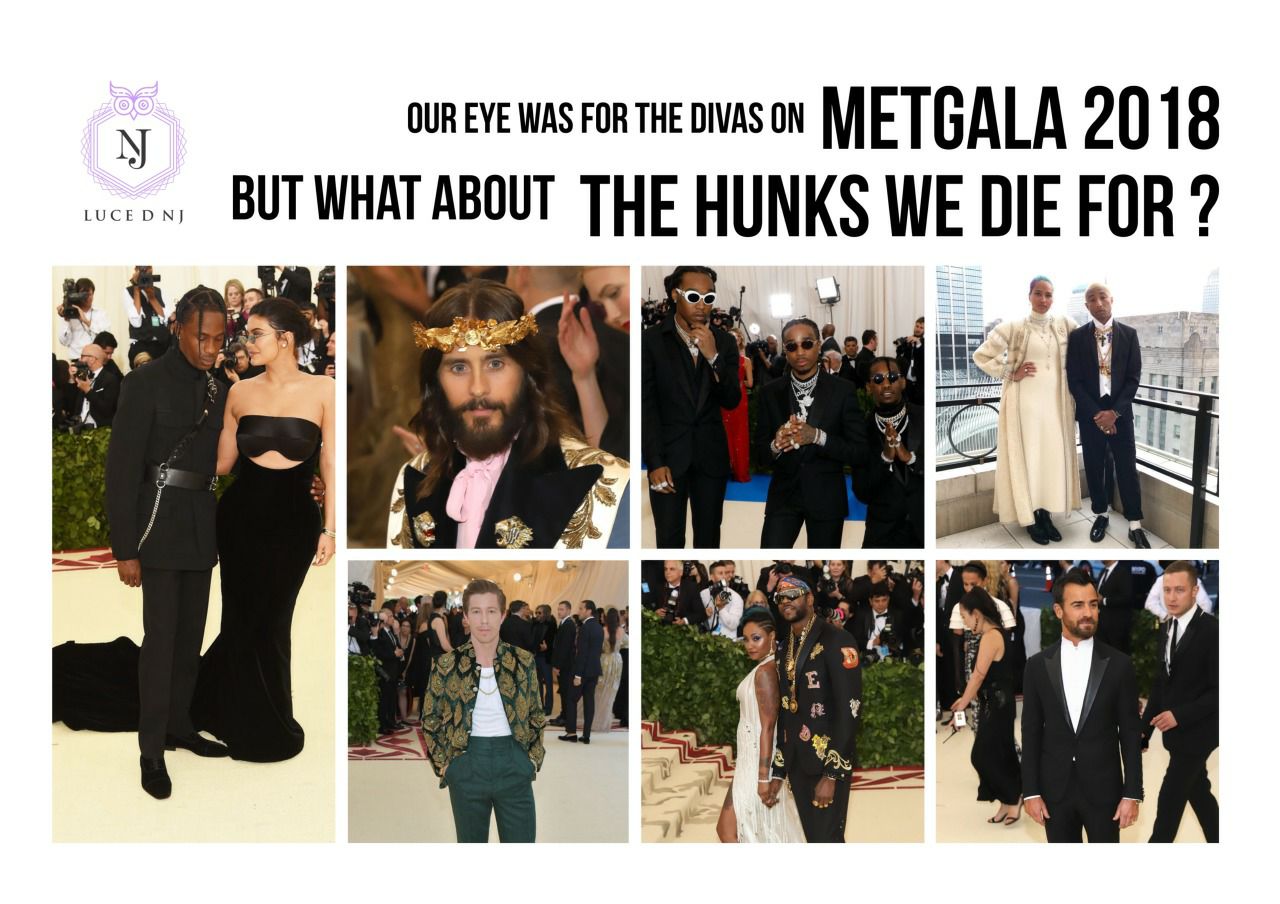 NJ
LUCE D NJ
OUR EYE WAS FOR THE DIVAS ON METGALA 2018
BUT WHAT ABOUT THE HUNKS WE DIE FOR ?